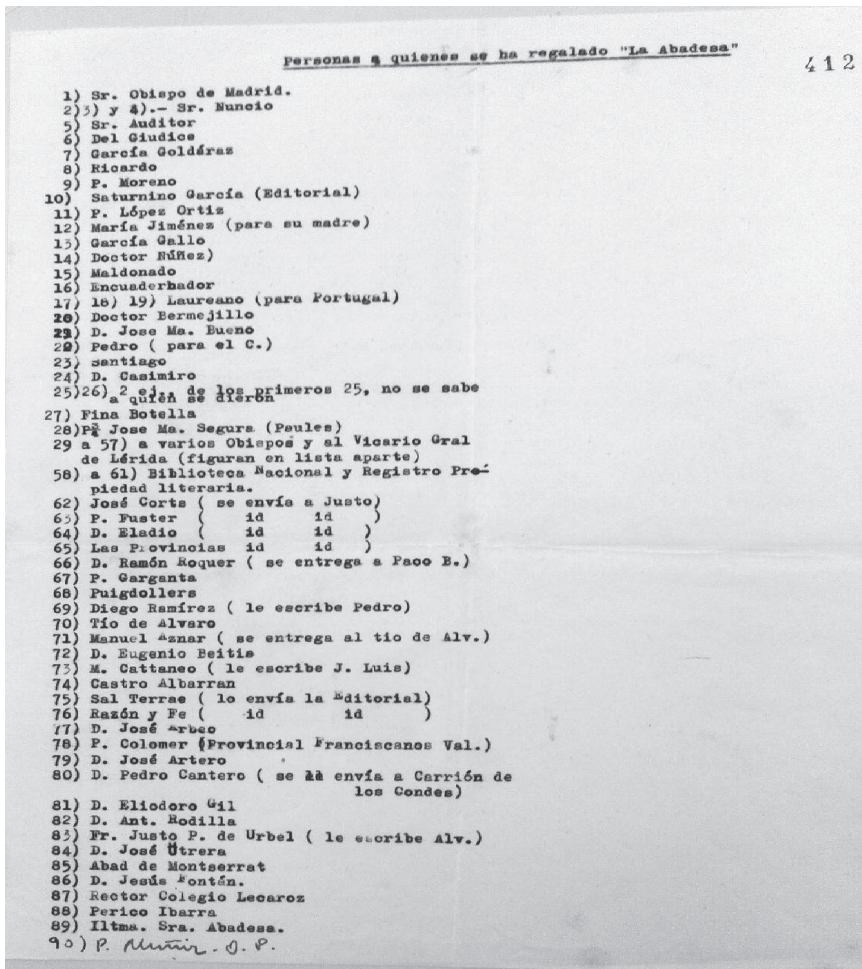 Personas a quienes se ha regalado "La Abadesa"
412
1) Sr. Obispo de Madrid.
2)3) y 4).- Sr. Nuncio
5) Sr. Auditor
6) Del Giudice
7) García Goldáraz
8) Ricardo
9) P. Moreno
10) Saturnino García (Editorial)
11) P. López Ortiz
12) María Jiménez (para su madre)
13) García Gallo
14) Doctor Núñez)
15) Maldonado
16) Encuaderbador
17) 18) 19) Laureano (para Portugal)
20) Doctor Bermejillo
D. Jose Ma. Bueno
Pedro ( para el C.)
23) Santiago
24) D. Casimiro
25)26) 2 ej.. de los primeros 25, no se sabe
a quien se dieron
27) Fina Botella
28) Jose Ma. Segura (Paules)
29 a 57) a varios Obispos y al Vicario Gral
de Lérida (figuran en lista aparte)
58) a 61) Biblioteca Nacional y Registro Pro-
piedad literaria.
62) José Corts ( se envía a Justo)
63) P. Fuster ( id id )
64) D. Eladio ( id id )
65) Las Provincias id id )
66) D. Ramón Roquer ( se entrega a Paco B.)
67) P. Garganta
68) Puigdollers
69) Diego Ramírez ( le escribe Pedro)
70) Tío de Alvaro
71) Manuel Aznar ( se entrega al tio de Alv.)
72) D. Eugenio Beitis
73) M. Cattaneo ( le escribe J. Luis)
74) Castro Albarran
75) Sal Terrae ( lo envía la Editorial)
76) Razón y Fe ( id id )
77) D. José
78) P. Colomer (Provincial Franciscanos Val.)
79) D. José Artero
80) D. Pedro Cantero ( se envía a Carrión de
los Condes)
81) D. Eliodoro Gil
82) D. Ant. Rodilla
83) Fr. Justo P. de Urbel ( le escribe Alv.)
84) D. José Utrera
85) Abad de Montserrat
86) D. Jesús
87) Rector Colegio Lecaroz
88) Perico Ibarra
89) Iltma. Sra. Abadesa.
90) P. Muñiz. O. P.